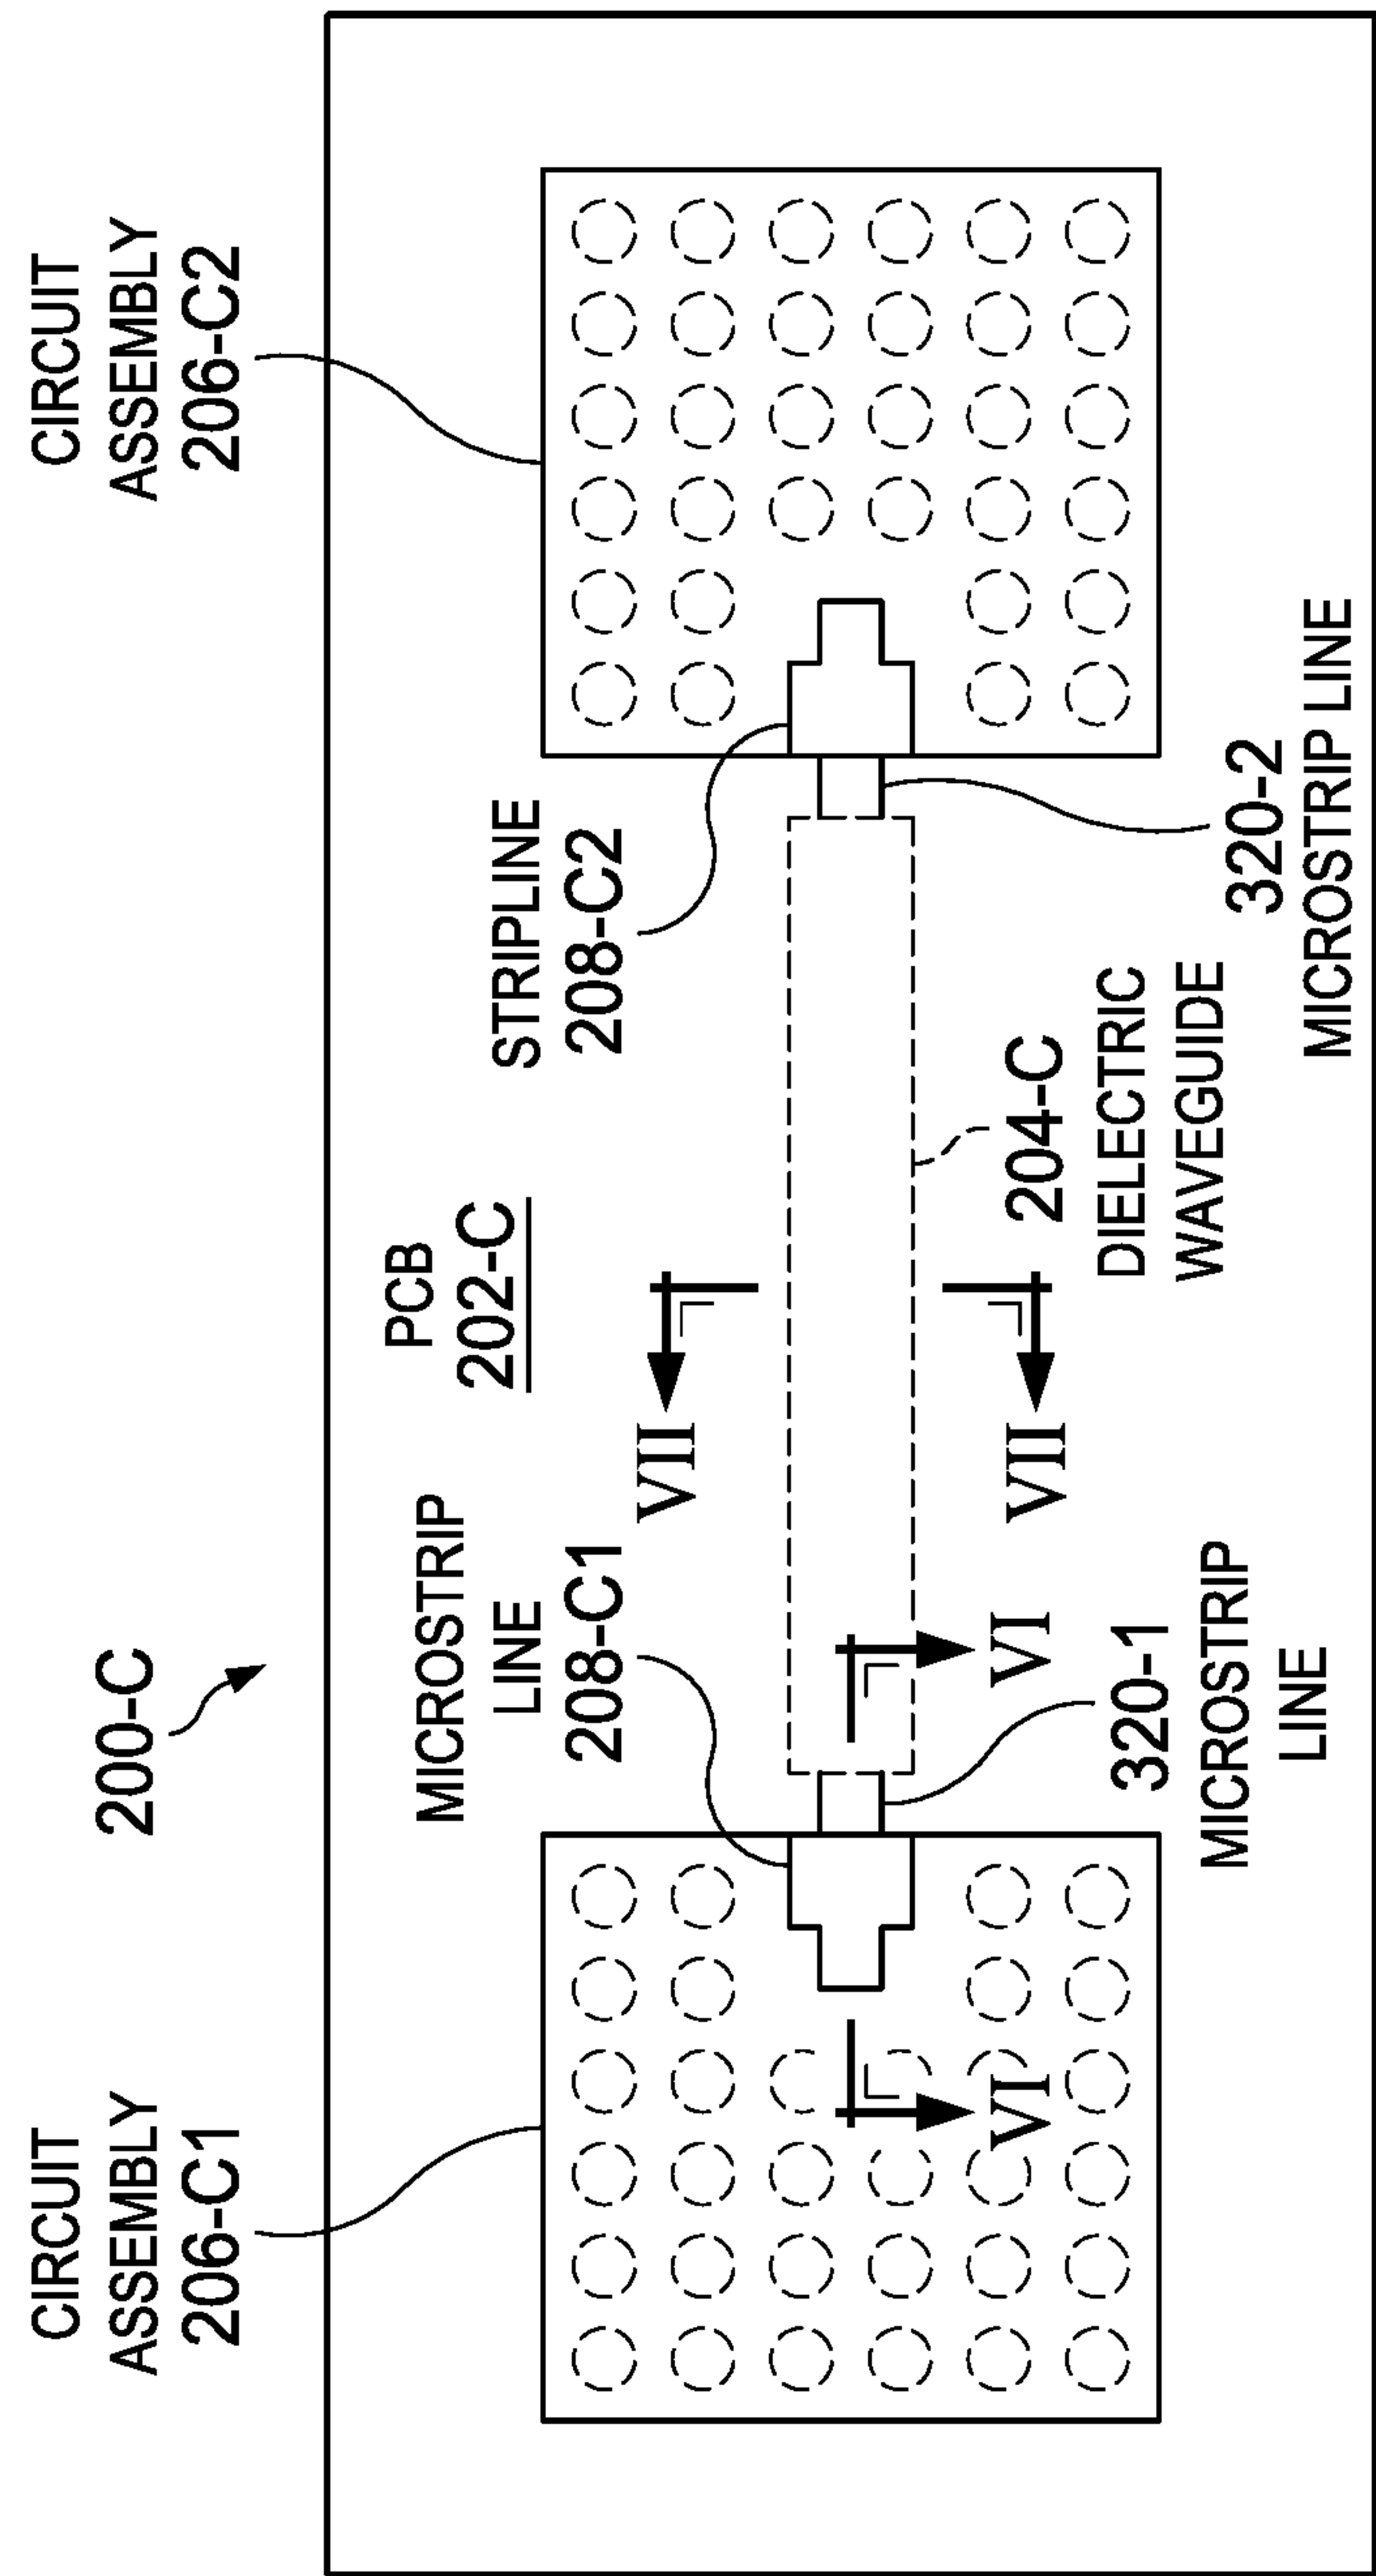 200-C
CIRCUIT
ASSEMBLY
206-C1
CIRCUIT
ASSEMBLY
206-C2
PCB
202-C
MICROSTRIP
LINE
208-C1
STRIPLINE
208-C2
VII
VII
VI
VI
204-C
DIELECTRIC
WAVEGUIDE
320-1
MICROSTRIP
LINE
320-2
MICROSTRIP LINE